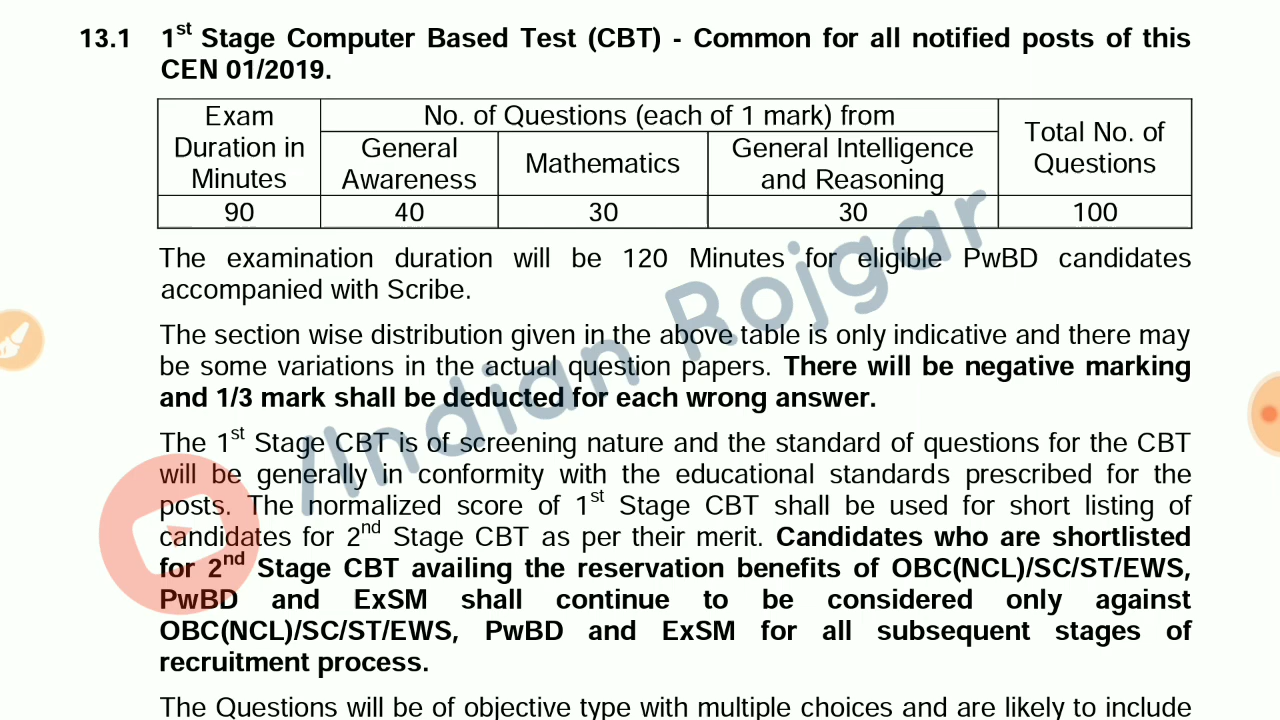 13.1 1st Stage Computer Based Test (CBT) - Common for all notified posts of this
CEN 01/2019.
Exam Duration in Minutes
No. of Questions (each of 1 mark) from
Total No. of Questions
General Awareness
Mathematics
General Intelligence and Reasoning
90 40 30 30 100
The examination duration will be 120 Minutes for eligible PwBD candidates
accompanied with Scribe.
The section wise distribution given in the above table is only indicative and there may
be some variations in the actual question papers. There will be negative marking
and 1/3 mark shall be deducted for each wrong answer.
The 1st Stage CBT is of screening nature and the standard of questions for the CBT
will be generally in conformity with the educational standards prescribed for the
posts. The normalized score of 1st Stage CBT shall be used for short listing of
candidates for 2nd Stage CBT as per their merit. Candidates who are shortlisted
for 2nd Stage CBT availing the reservation benefits of OBC(NCL)/SC/ST/EWS,
PwBD and ExSM shall continue to be considered only against
OBC(NCL)/SC/ST/EWS, PwBD and ExSM for all subsequent stages of
recruitment process.
The Questions will be of objective type with multiple choices and are likely to include
/Indian Rojgar